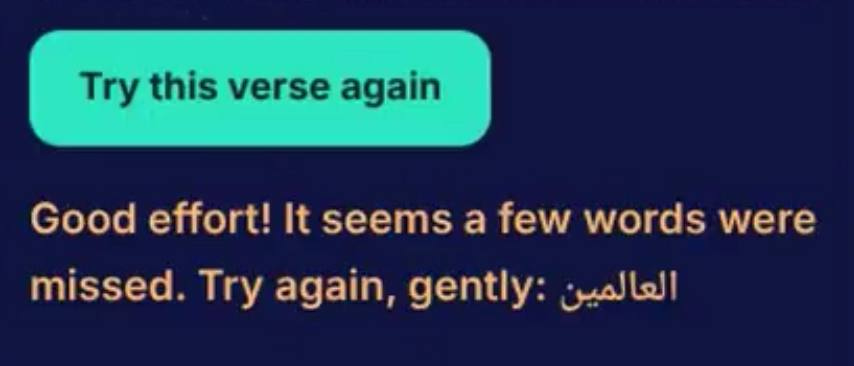 Try this verse again
Good effort! It seems a few words were
missed. Try again, gently: العالمين